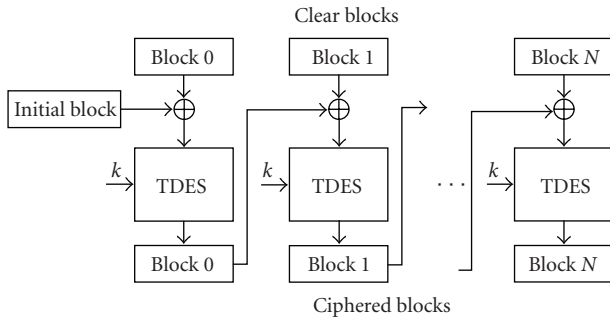 Clear blocks
Block 0
Block 1
Block N
Initial block
k
TDES
k
TDES
. . .
k
TDES
Block 0
Block 1
Block N
Ciphered blocks